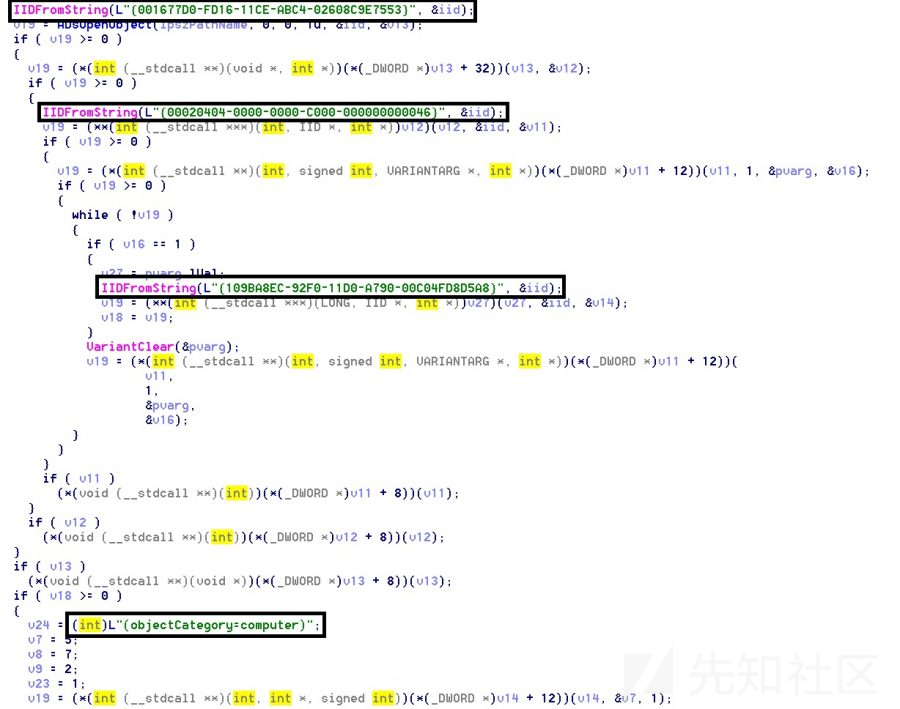 IIDFromString(L"{001677D0-FD16-11CE-ABC4-02608C9E7553}", &iid);
v19 = ADsOpenObject(lpszPathName, 0, 0, 1u, &iid, &v13);
if ( v19 >= 0 )
{
v19 = (*(int (__stdcall **)(void *, int *))(*(_DWORD *)v13 + 32))(v13, &v12);
if ( v19 >= 0 )
{
IIDFromString(L"{00020404-0000-0000-C000-000000000046}", &iid);
v19 = (**(int (__stdcall ***)(int, IID *, int *))v12)(v12, &iid, &v11);
if ( v19 >= 0 )
{
v19 = (*(int (__stdcall **)(int, signed int, VARIANTARG *, int *))(*(_DWORD *)v11 + 12))(v11, 1, &pvarg, &v16);
if ( v19 >= 0 )
{
while ( !v19 )
{
if ( v16 == 1 )
{
v27 = pvarg.lVal;
IIDFromString(L"{109BA8EC-92F0-11D0-A790-00C04FD8D5A8}", &iid);
v19 = (**(int (__stdcall ***)(LONG, IID *, int *))v27)(v27, &iid, &v14);
v18 = v19;
}
VariantClear(&pvarg);
v19 = (*(int (__stdcall **)(int, signed int, VARIANTARG *, int *))(*(_DWORD *)v11 + 12))(
v11,
1,
&pvarg,
&v16);
}
}
}
if ( v11 )
(*(void (__stdcall **)(int))(*(_DWORD *)v11 + 8))(v11);
}
if ( v12 )
(*(void (__stdcall **)(int))(*(_DWORD *)v12 + 8))(v12);
}
if ( v13 )
(*(void (__stdcall **)(void *))(*(_DWORD *)v13 + 8))(v13);
if ( v18 >= 0 )
{
v24 = (int)L"(objectCategory=computer)";
v7 = 5;
v8 = 7;
v9 = 2;
v23 = 1;
v19 = (*(int (__stdcall **)(int, int *, signed int))(*(_DWORD *)v14 + 12))(v14, &v7, 1);
先知社区